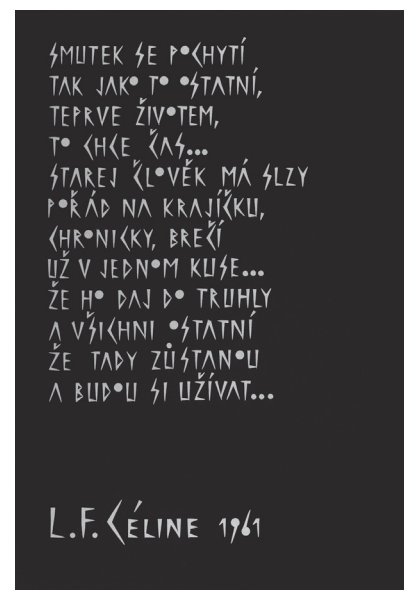 SMUTEK SE POCHYTÍ
TAK JAKO TO OSTATNÍ,
TEPRVE ŽIVOTEM,
TO CHCE ČAS...
STAREJ ČLOVĚK MÁ SLZY
POŘÁD NA KRAJÍČKU,
CHRONICKY, BREČÍ
UŽ V JEDNOM KUSE...
ŽE HO DAJ DO TRUHLY
A VŠICHNI OSTATNÍ
ŽE TADY ZŮSTANOU
A BUDOU SI UŽÍVAT...
L.F. CÉLINE 1961